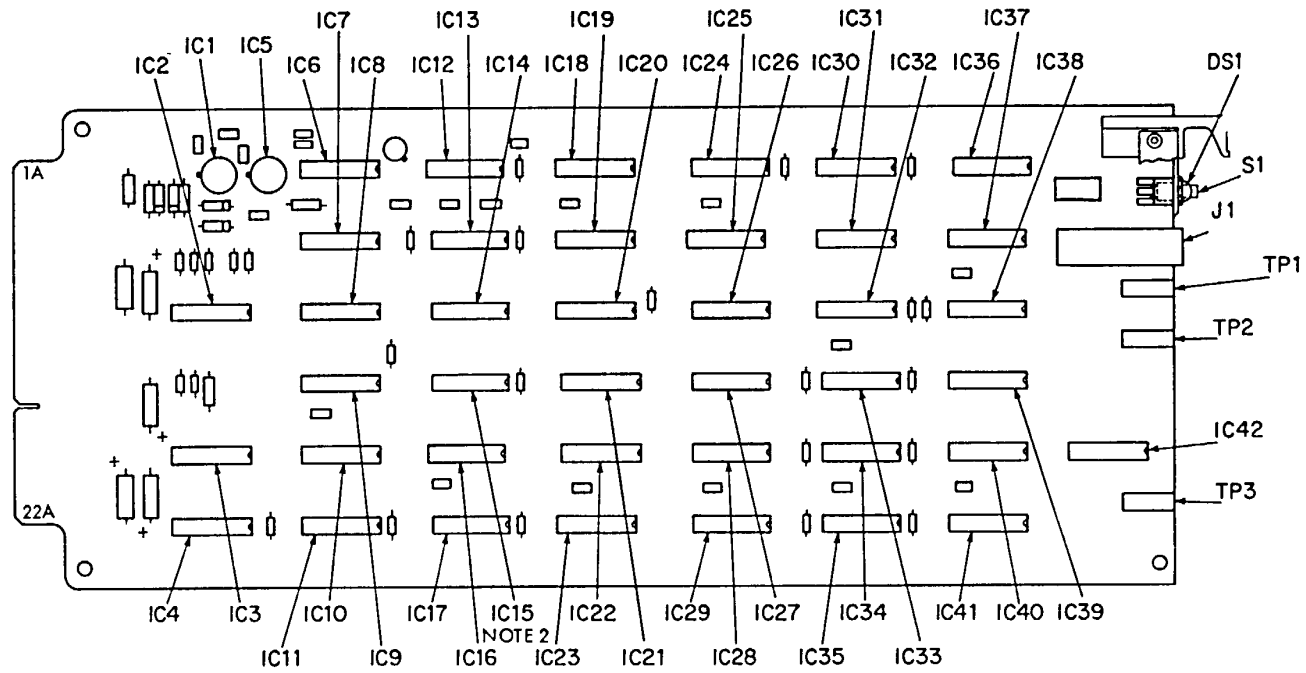 IC7 IC13 IC19 IC25 IC31 IC37
IC1 IC5
IC2 IC6 IC8 IC12 IC14 IC18 IC20 IC24 IC26 IC30 IC32 IC36 IC38 DS1
1A
S1
J1
+
TP1
TP2
+
IC42
+
22A
TP3
+
IC4 IC3 IC10 IC17 IC15 IC22 IC29 IC27 IC34 IC41 IC40 IC39
NOTE 2
IC11 IC9 IC16 IC23 IC21 IC28 IC35 IC33